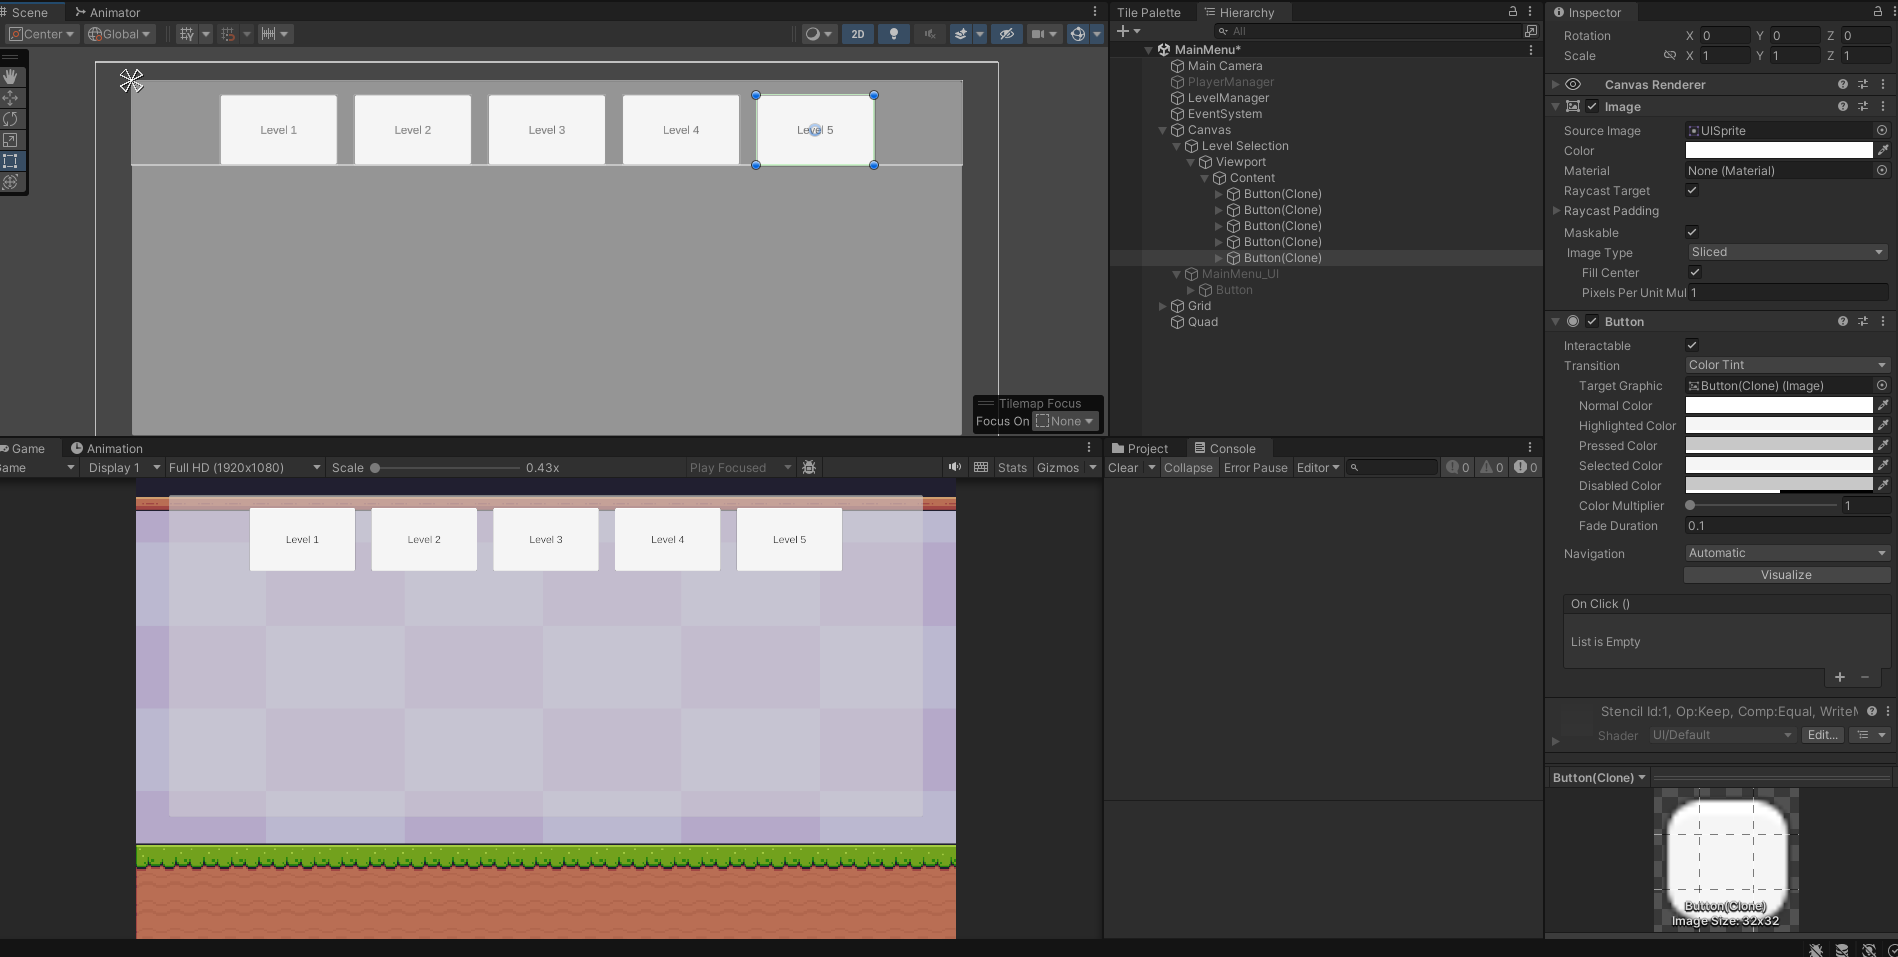 Scene
Animator
Center
Global
2D
Level 1
Level 2
Level 3
Level 4
Level 5
Tilemap Focus
Focus On
None
Tile Palette
Hierarchy
All
MainMenu*
Main Camera
PlayerManager
LevelManager
EventSystem
Canvas
Level Selection
Viewport
Content
Button(Clone)
Button(Clone)
Button(Clone)
Button(Clone)
Button(Clone)
MainMenu_UI
Button
Grid
Quad
Inspector
Rotation X 0 Y 0 Z 0
Scale X 1 Y 1 Z 1
Canvas Renderer
Image
Source Image UISprite
Color
Material None (Material)
Raycast Target
Raycast Padding
Maskable
Image Type Sliced
Fill Center
Pixels Per Unit Mul 1
Button
Interactable
Transition Color Tint
Target Graphic Button(Clone) (Image)
Normal Color
Highlighted Color
Pressed Color
Selected Color
Disabled Color
Color Multiplier 1
Fade Duration 0.1
Navigation Automatic
Visualize
On Click ()
List is Empty
+ −
Stencil Id:1, Op:Keep, Comp:Equal, WriteM
Shader UI/Default Edit...
Button(Clone)
Button(Clone)
Image Size: 32x32
Game
Animation
ame
Display 1
Full HD (1920x1080)
Scale
0.43x
Play Focused
Stats
Gizmos
Level 1
Level 2
Level 3
Level 4
Level 5
Project
Console
Clear
Collapse
Error Pause
Editor
0
0
0